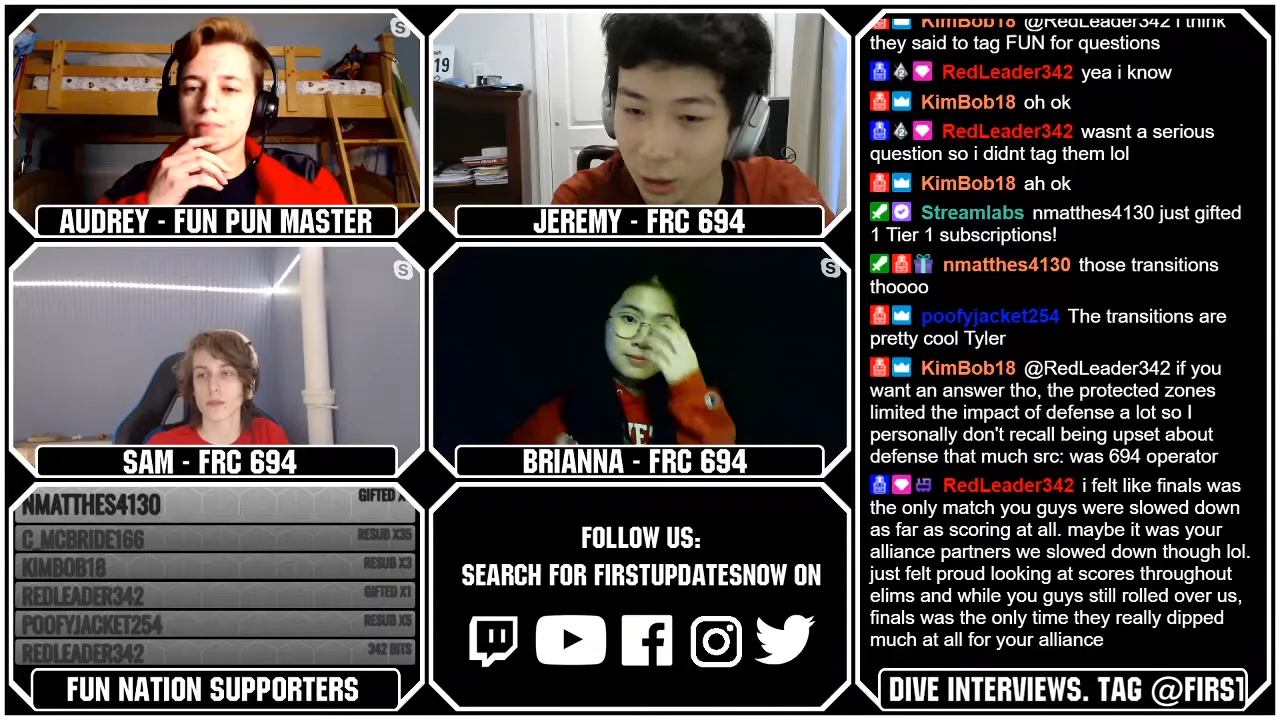 AUDREY - FUN PUN MASTER
19
JEREMY - FRC 694
SAM - FRC 694
BRIANNA - FRC 694
NMATTHES4130 GIFTED X
C_MCBRIDE166 RESUB X35
KIMBOB18 RESUB X3
REDLEADER342 GIFTED X1
POOFYJACKET254 RESUB X5
REDLEADER342 342 BITS
FUN NATION SUPPORTERS
FOLLOW US:
SEARCH FOR FIRSTUPDATESNOW ON
KimBob18 @RedLeader342 i think
they said to tag FUN for questions
RedLeader342 yea i know
KimBob18 oh ok
RedLeader342 wasnt a serious
question so i didnt tag them lol
KimBob18 ah ok
Streamlabs nmatthes4130 just gifted
1 Tier 1 subscriptions!
nmatthes4130 those transitions
thoooo
poofyjacket254 The transitions are
pretty cool Tyler
KimBob18 @RedLeader342 if you
want an answer tho, the protected zones
limited the impact of defense a lot so I
personally don't recall being upset about
defense that much src: was 694 operator
RedLeader342 i felt like finals was
the only match you guys were slowed down
as far as scoring at all. maybe it was your
alliance partners we slowed down though lol.
just felt proud looking at scores throughout
elims and while you guys still rolled over us,
finals was the only time they really dipped
much at all for your alliance
DIVE INTERVIEWS. TAG @FIRST